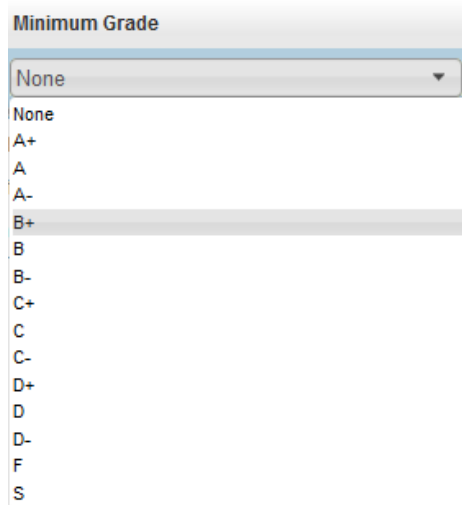 Minimum Grade
None
None
A+
A
A-
B+
B
B-
C+
C
C-
D+
D
D-
F
S